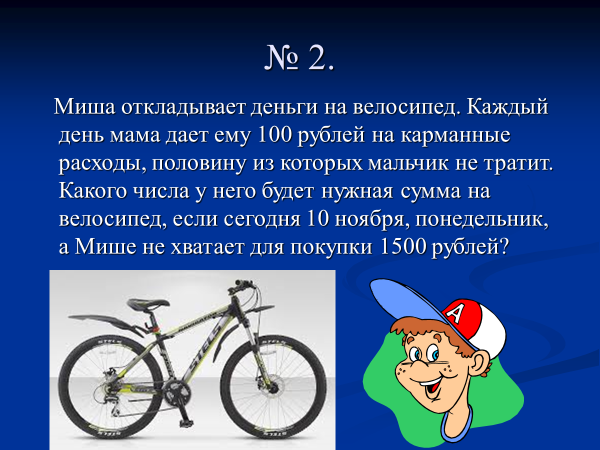 № 2.
Миша откладывает деньги на велосипед. Каждый
день мама дает ему 100 рублей на карманные
расходы, половину из которых мальчик не тратит.
Какого числа у него будет нужная сумма на
велосипед, если сегодня 10 ноября, понедельник,
а Мише не хватает для покупки 1500 рублей?
STELS
A